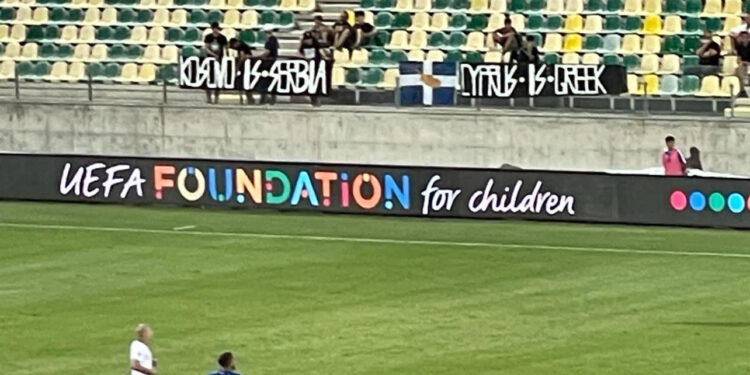 KOSOVO·IS·SERBIA
CYPRUS·IS·GREEK
UEFA FOUNDATION for children